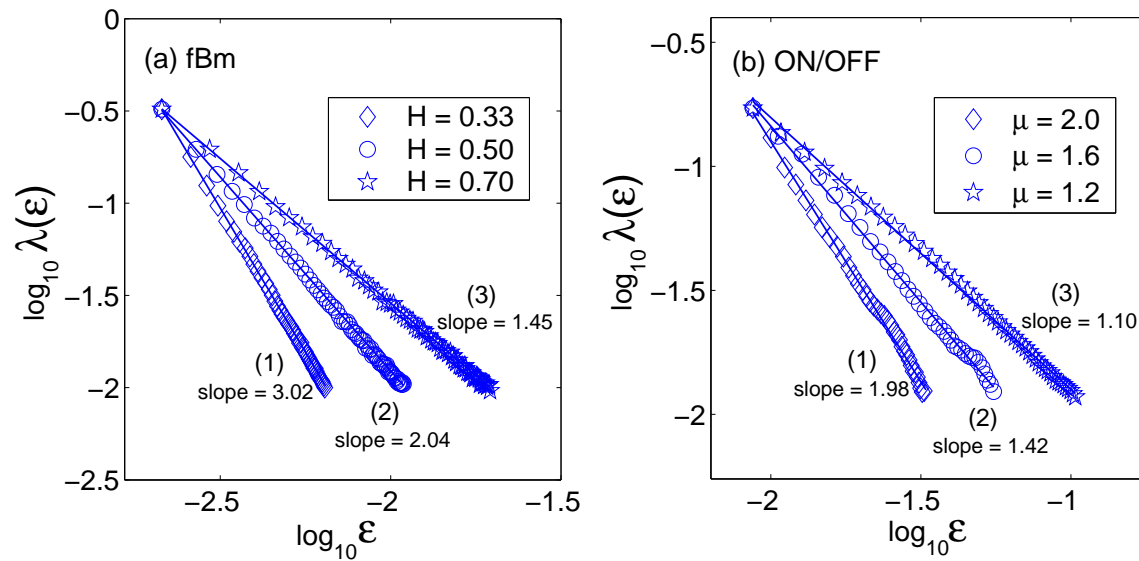 (a) fBm
H = 0.33
H = 0.50
H = 0.70
(1)
slope = 3.02
(2)
slope = 2.04
(3)
slope = 1.45
0
−0.5
−1
−1.5
−2
−2.5
−2.5
−2
−1.5
log10 λ(ε)
log10 ε
(b) ON/OFF
μ = 2.0
μ = 1.6
μ = 1.2
(1)
slope = 1.98
(2)
slope = 1.42
(3)
slope = 1.10
−0.5
−1
−1.5
−2
−2
−1.5
−1
log10 λ(ε)
log10 ε